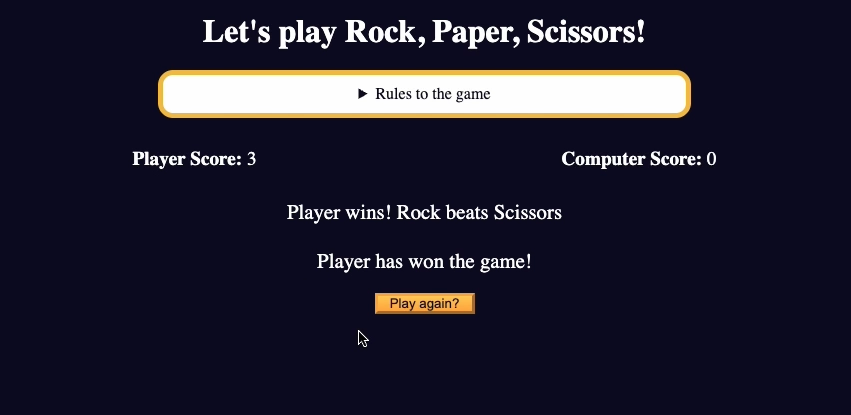 Let's play Rock, Paper, Scissors!
▶ Rules to the game
Player Score: 3 Computer Score: 0
Player wins! Rock beats Scissors
Player has won the game!
Play again?